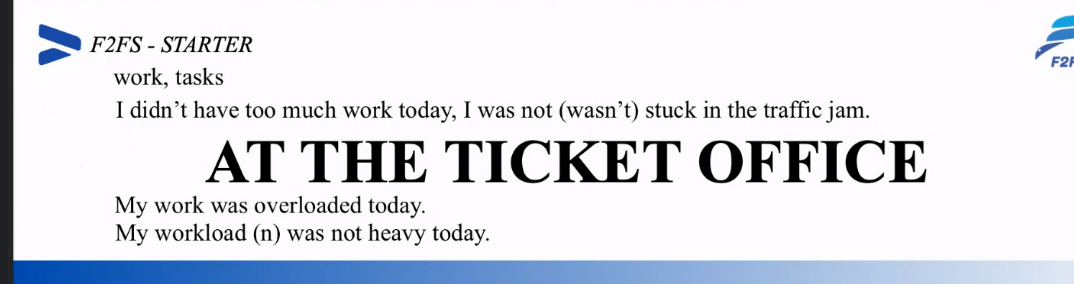 F2FS - STARTER
work, tasks
I didn't have too much work today, I was not (wasn't) stuck in the traffic jam.
AT THE TICKET OFFICE
My work was overloaded today.
My workload (n) was not heavy today.